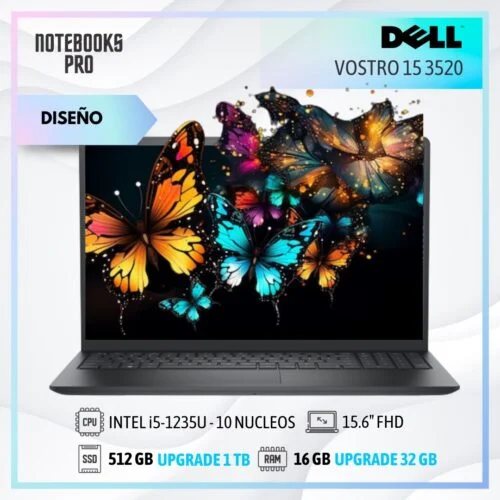 NOTEBOOKS
PRO
DELL
VOSTRO 15 3520
DISEÑO
CPU INTEL i5-1235U - 10 NUCLEOS 15.6" FHD
SSD 512 GB UPGRADE 1 TB RAM 16 GB UPGRADE 32 GB